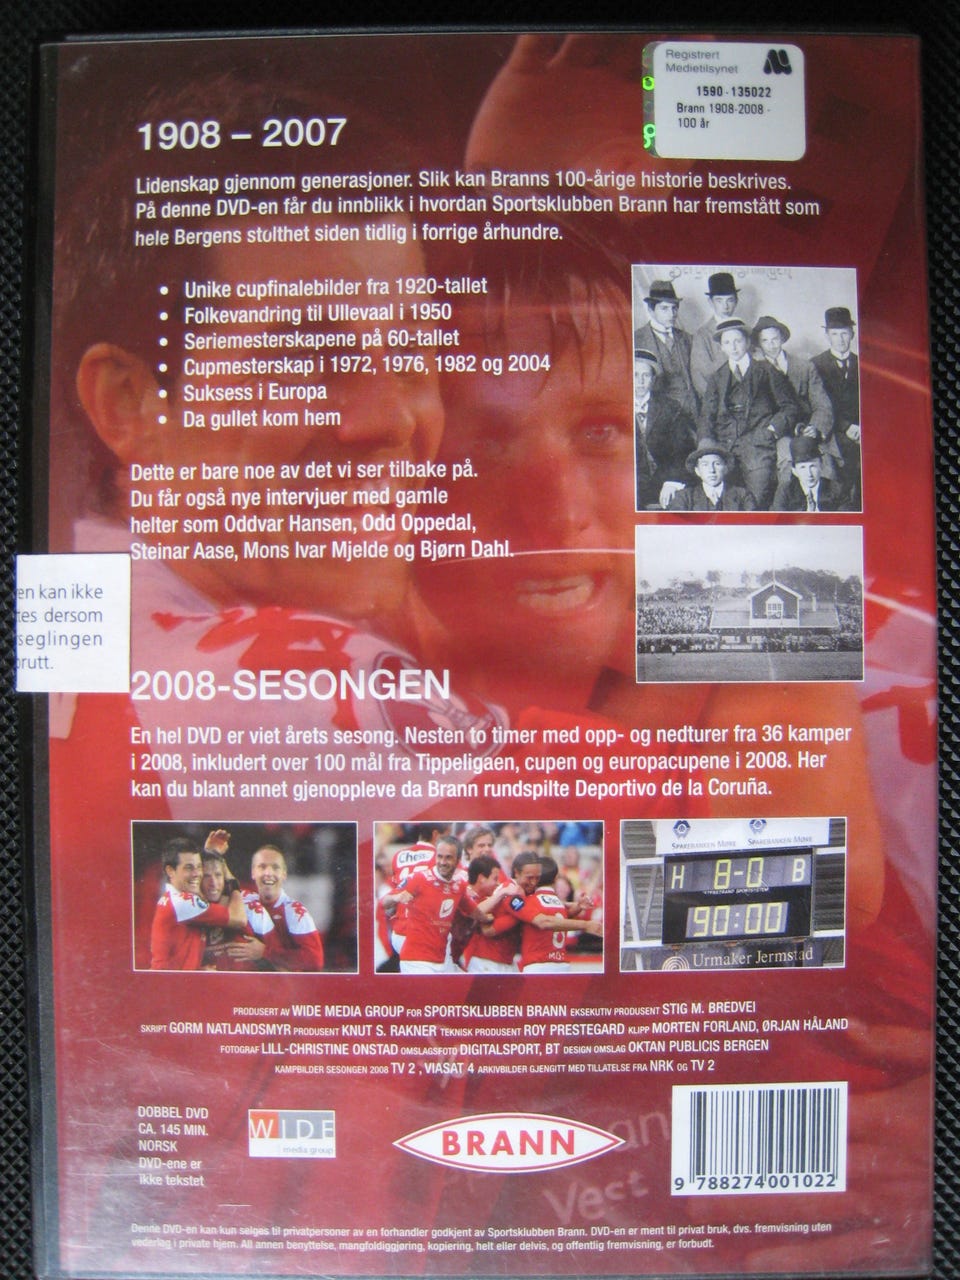 Registrert
Medietilsynet
1590-135022
Brann 1908-2008 -
100 år
1908 – 2007
Lidenskap gjennom generasjoner. Slik kan Branns 100-årige historie beskrives.
På denne DVD-en får du innblikk i hvordan Sportsklubben Brann har fremstått som
hele Bergens stolthet siden tidlig i forrige århundre.
• Unike cupfinalebilder fra 1920-tallet
• Folkevandring til Ullevaal i 1950
• Seriemesterskapene på 60-tallet
• Cupmesterskap i 1972, 1976, 1982 og 2004
• Suksess i Europa
• Da gullet kom hem
Dette er bare noe av det vi ser tilbake på.
Du får også nye intervjuer med gamle
helter som Oddvar Hansen, Odd Oppedal,
Steinar Aase, Mons Ivar Mjelde og Bjørn Dahl.
en kan ikke
tes dersom
seglingen
brutt.
2008-SESONGEN
En hel DVD er viet årets sesong. Nesten to timer med opp- og nedturer fra 36 kamper
i 2008, inkludert over 100 mål fra Tippeligaen, cupen og europacupene i 2008. Her
kan du blant annet gjenoppleve da Brann rundspilte Deportivo de la Coruña.
Chess
SPAREBANKEN MØRE SPAREBANKEN MØRE
H 8-0 B
90:00
Urmaker Jermstad
PRODUSERT AV WIDE MEDIA GROUP FOR SPORTSKLUBBEN BRANN EKSEKUTIV PRODUSENT STIG M. BREDVEI
SKRIPT GORM NATLANDSMYR PRODUSENT KNUT S. RAKNER TEKNISK PRODUSENT ROY PRESTEGARD KLIPP MORTEN FORLAND, ØRJAN HÅLAND
FOTOGRAF LILL-CHRISTINE ONSTAD OMSLAGSFOTO DIGITALSPORT, BT DESIGN OMSLAG OKTAN PUBLICIS BERGEN
KAMPBILDER SESONGEN 2008 TV 2 , VIASAT 4 ARKIVBILDER GJENGITT MED TILLATELSE FRA NRK OG TV 2
DOBBEL DVD
CA. 145 MIN.
NORSK
DVD-ene er
ikke tekstet
WIDE
media group
BRANN
Vest
9 788274 001022
Denne DVD-en kan kun selges til privatpersoner av en forhandler godkjent av Sportsklubben Brann. DVD-en er ment til privat bruk, dvs. fremvisning uten
vederlag i private hjem. All annen benyttelse, mangfoldiggjøring, kopiering, helt eller delvis, og offentlig fremvisning, er forbudt.